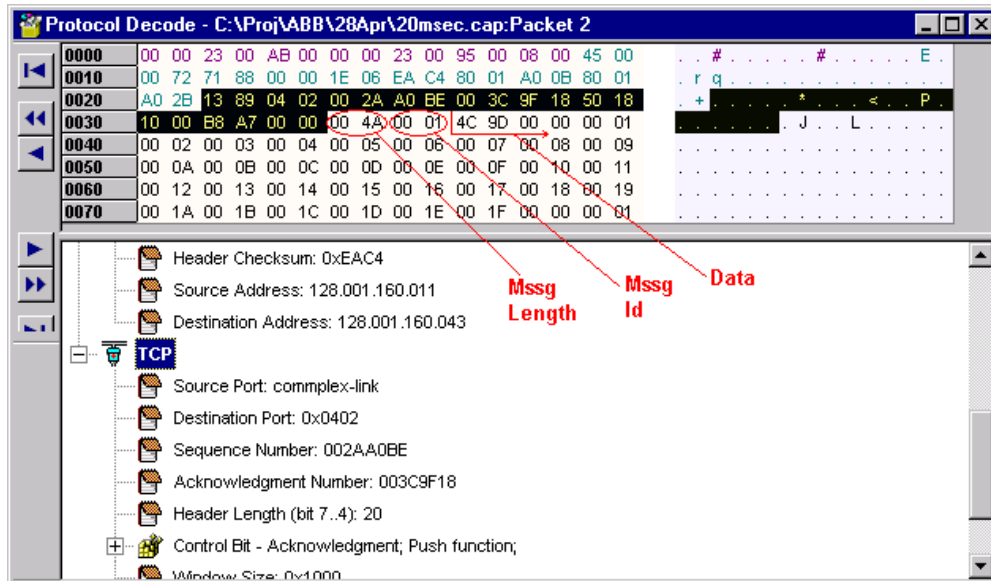 Protocol Decode - C:\Proj\ABB\28Apr\20msec.cap:Packet 2
0000 00 00 23 00 AB 00 00 00 23 00 95 00 08 00 45 00 . . # . . . . . # . . . . . E .
0010 00 72 71 88 00 00 1E 06 EA C4 80 01 A0 0B 80 01 . r q . . . . . . . . . . . . .
0020 A0 2B 13 89 04 02 00 2A A0 BE 00 3C 9F 18 50 18 . + . . . . . * . . . < . . P .
0030 10 00 B8 A7 00 00 00 4A 00 01 4C 9D 00 00 00 01 . . . . . . . J . . L . . . . .
0040 00 02 00 03 00 04 00 05 00 06 00 07 00 08 00 09 . . . . . . . . . . . . . . . .
0050 00 0A 00 0B 00 0C 00 0D 00 0E 00 0F 00 10 00 11 . . . . . . . . . . . . . . . .
0060 00 12 00 13 00 14 00 15 00 16 00 17 00 18 00 19 . . . . . . . . . . . . . . . .
0070 00 1A 00 1B 00 1C 00 1D 00 1E 00 1F 00 00 00 01 . . . . . . . . . . . . . . . .
Header Checksum: 0xEAC4
Source Address: 128.001.160.011
Destination Address: 128.001.160.043
Mssg Length
Mssg Id
Data
TCP
Source Port: commplex-link
Destination Port: 0x0402
Sequence Number: 002AA0BE
Acknowledgment Number: 003C9F18
Header Length (bit 7..4): 20
Control Bit - Acknowledgment; Push function;
Window Size: 0x1000